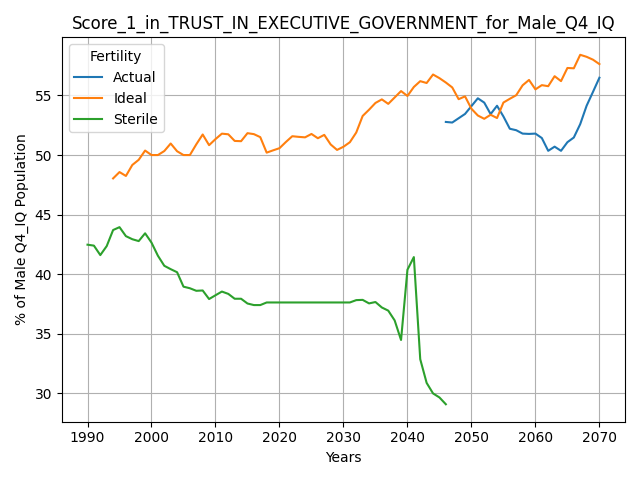 Score_1_in_TRUST_IN_EXECUTIVE_GOVERNMENT_for_Male_Q4_IQ
Fertility
Actual
Ideal
Sterile
% of Male Q4_IQ Population
55
50
45
40
35
30
1990 2000 2010 2020 2030 2040 2050 2060 2070
Years